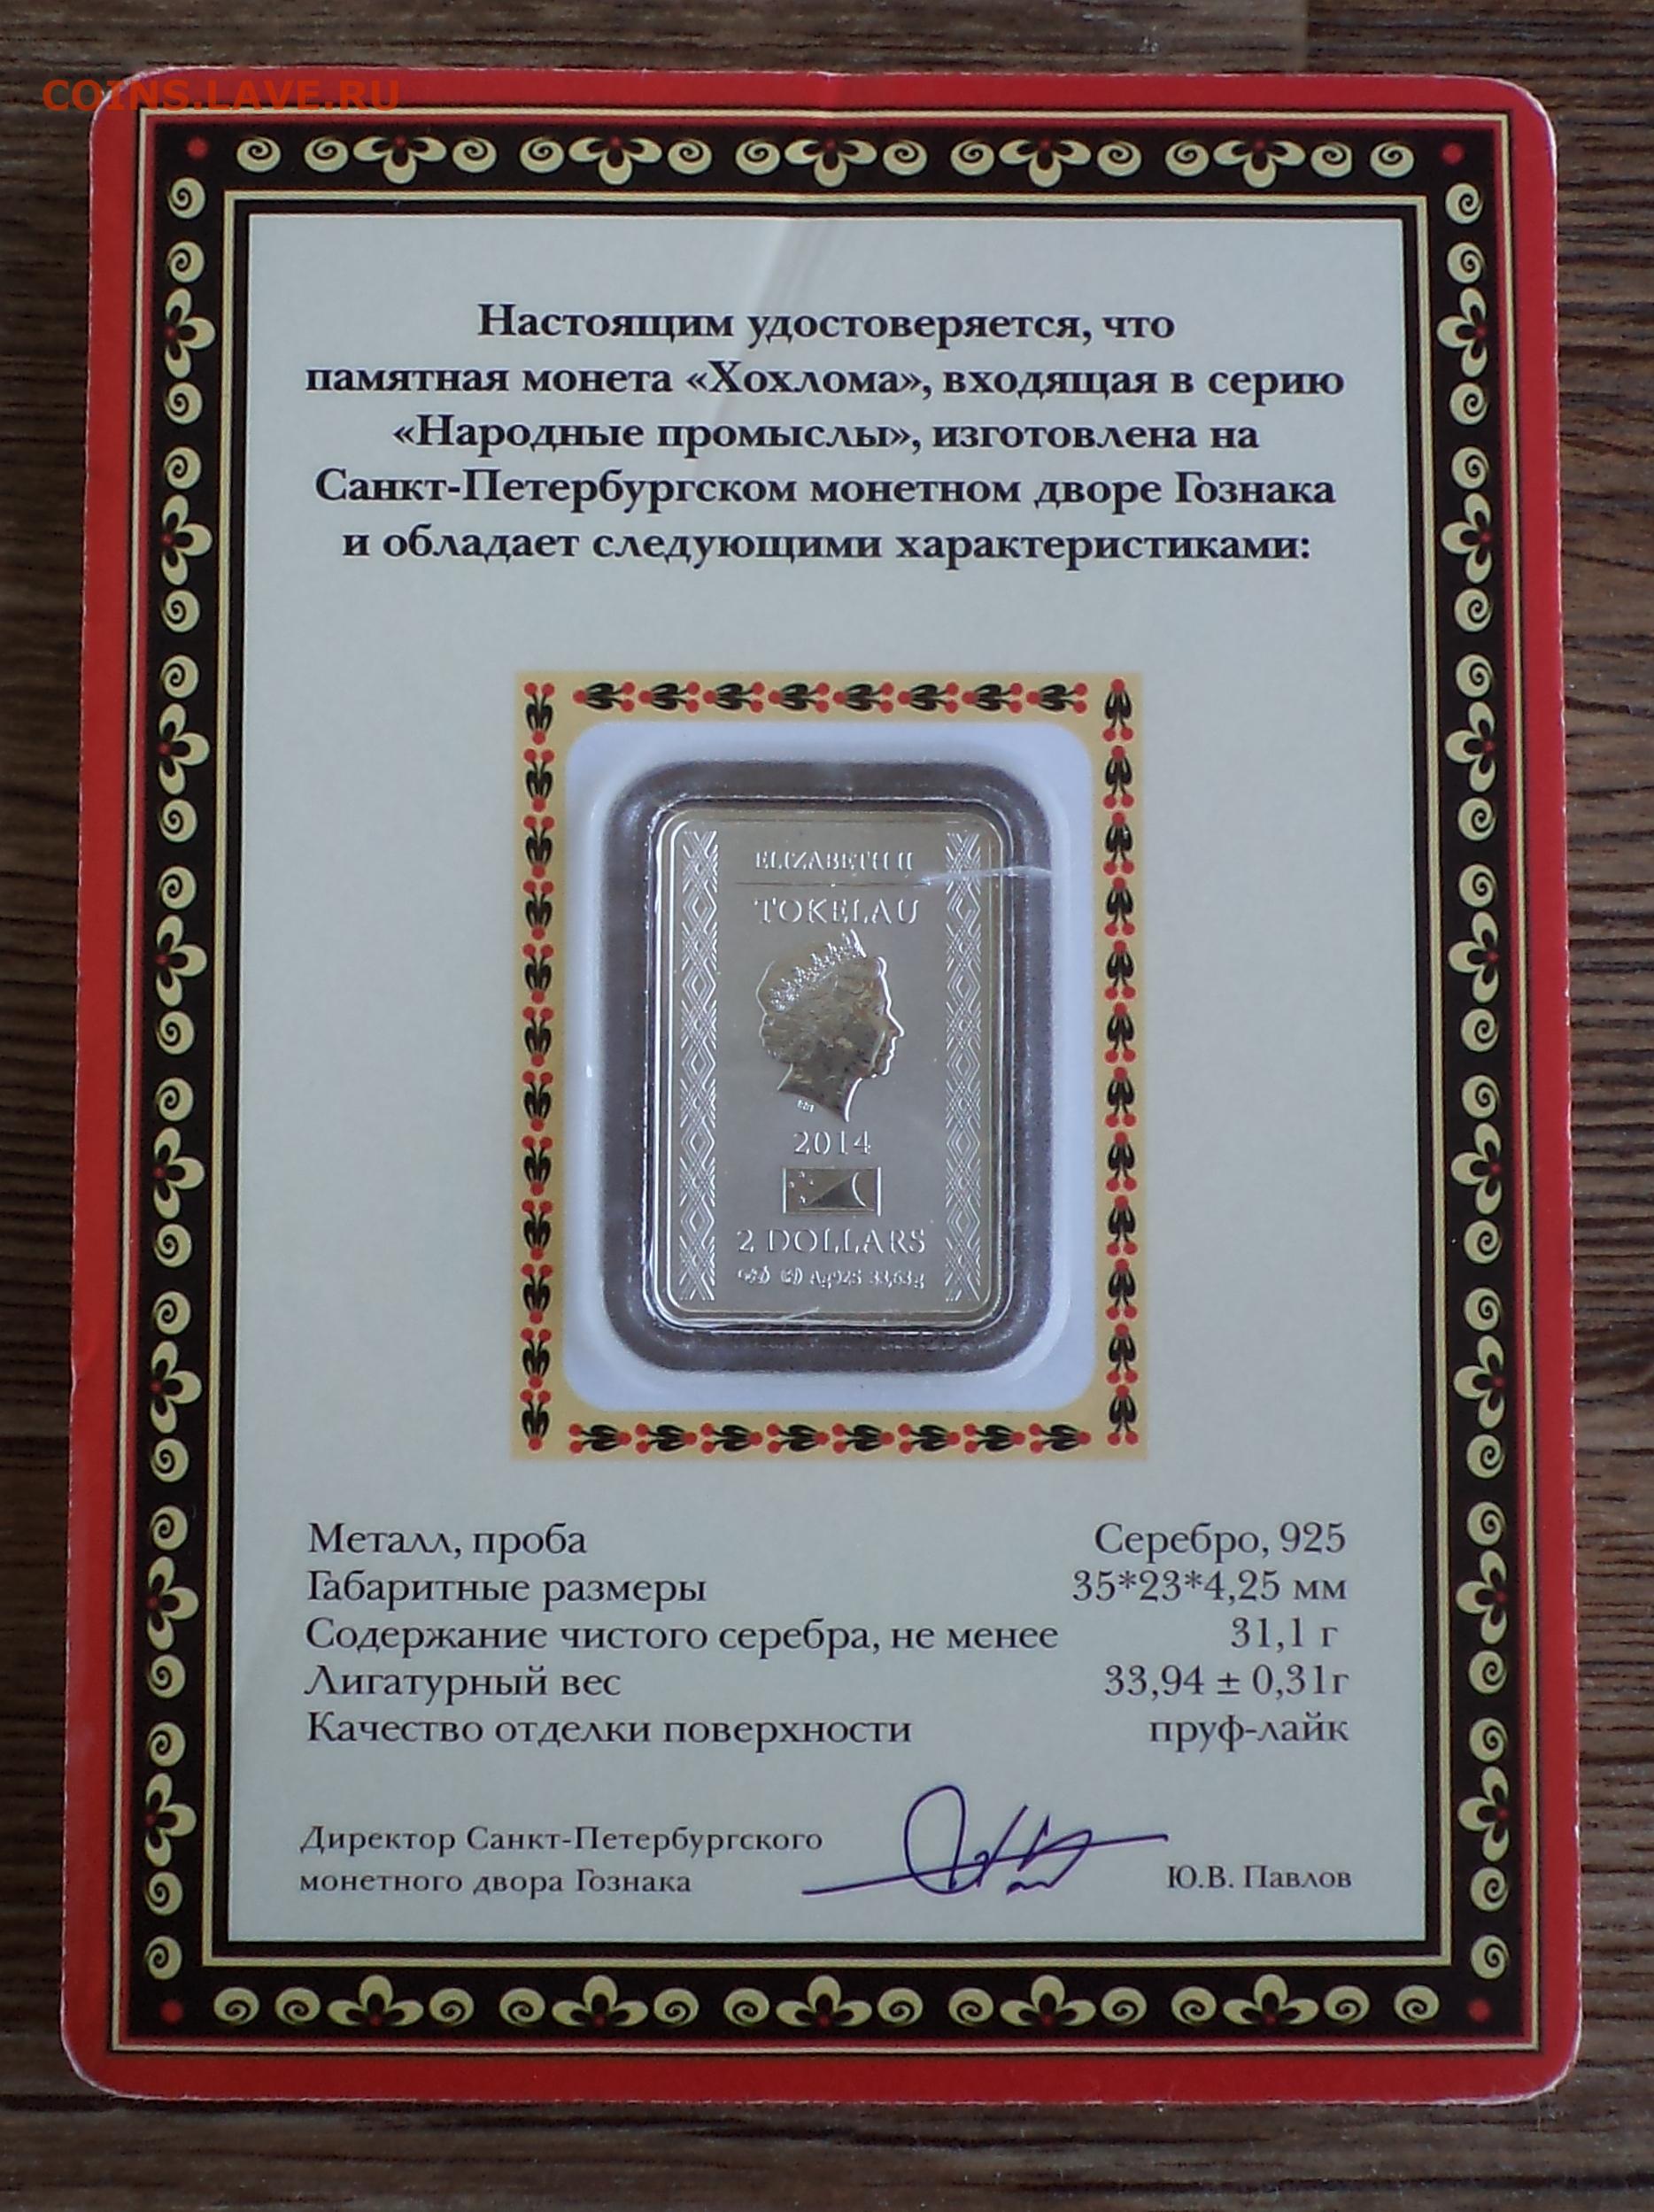 COINS.LAVE.RU
Настоящим удостоверяется, что
памятная монета «Хохлома», входящая в серию
«Народные промыслы», изготовлена на
Санкт-Петербургском монетном дворе Гознака
и обладает следующими характеристиками:
ELIZABETH II
TOKELAU
2014
2 DOLLARS
Ag925 33,63g
Металл, проба Серебро, 925
Габаритные размеры 35*23*4,25 мм
Содержание чистого серебра, не менее 31,1 г
Лигатурный вес 33,94 ± 0,31г
Качество отделки поверхности пруф-лайк
Директор Санкт-Петербургского
монетного двора Гознака Ю.В. Павлов